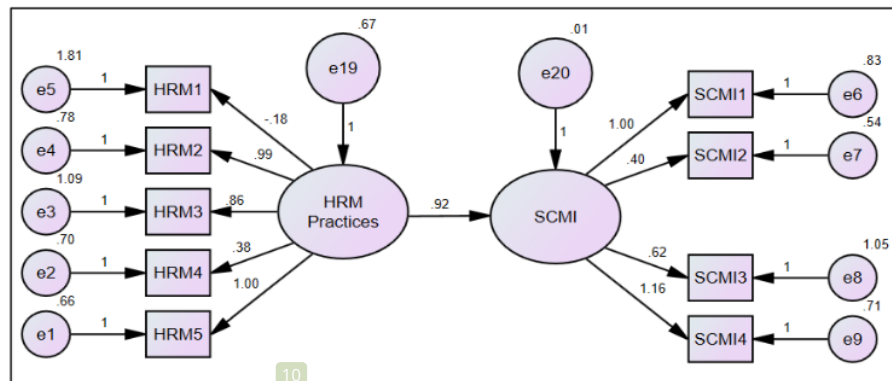 .67
.01
1.81
.83
e19
e20
e5
1
HRM1
SCMI1
1
e6
.78
1
1
.54
-.18
1.00
e4
1
HRM2
SCMI2
1
e7
.99
.40
1.09
e3
1
HRM3
.86
HRM
Practices
.92
SCMI
.70
.38
.62
1.05
e2
1
HRM4
SCMI3
1
e8
1.00
1.16
.66
.71
e1
1
HRM5
SCMI4
1
e9
10